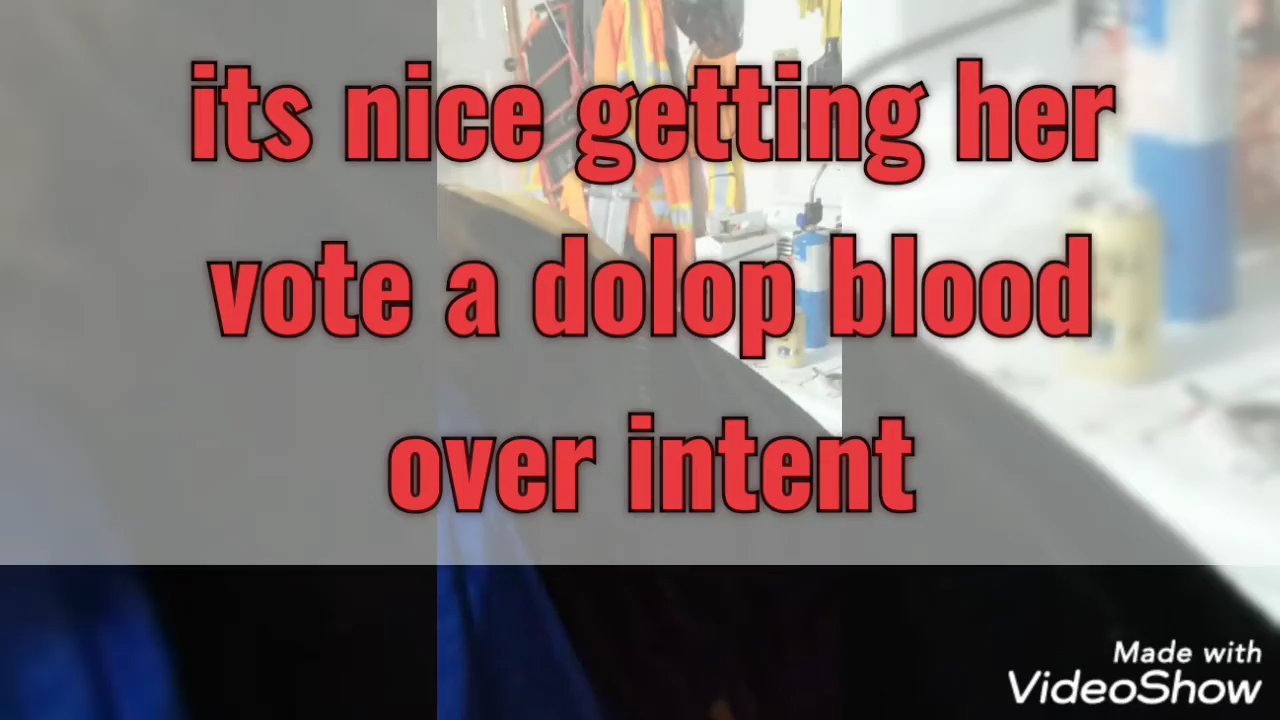 its nice getting her
vote a dolop blood
over intent
Made with
VideoShow